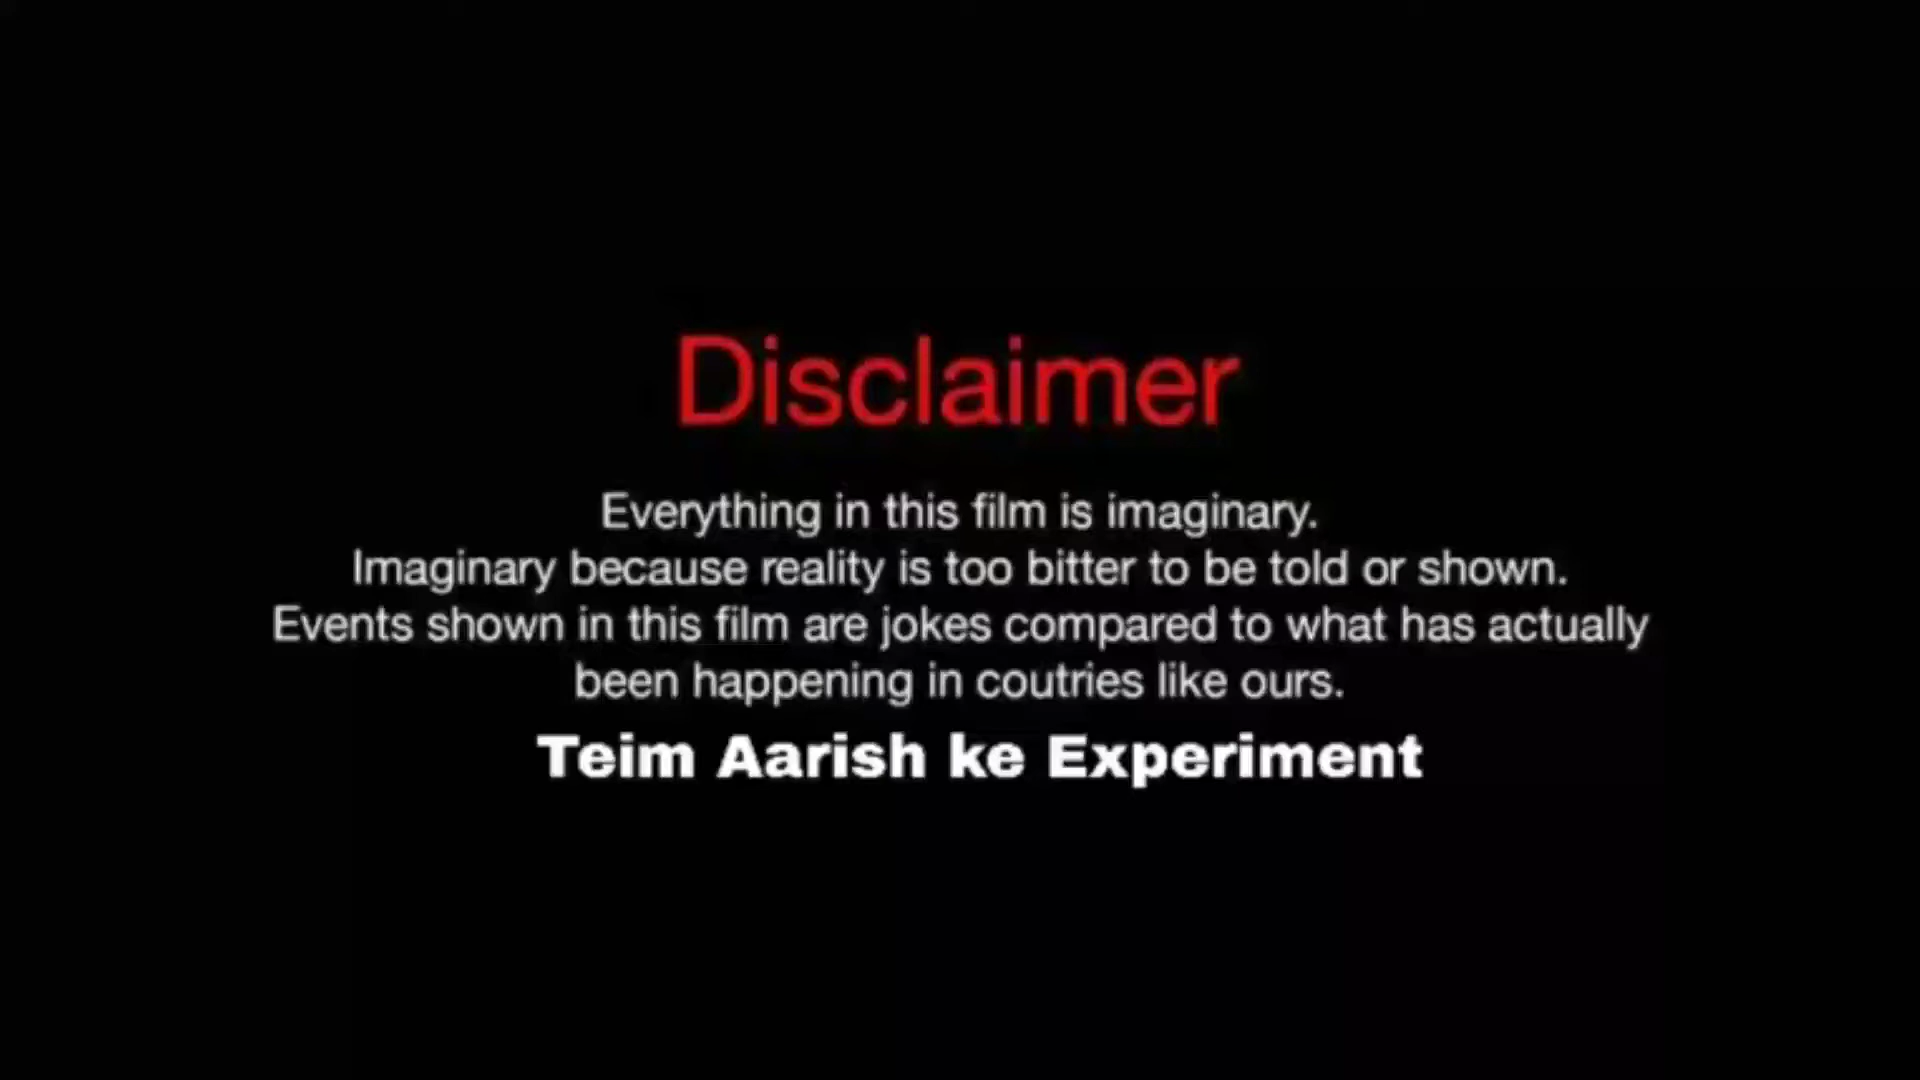 Disclaimer
Everything in this film is imaginary.
Imaginary because reality is too bitter to be told or shown.
Events shown in this film are jokes compared to what has actually
been happening in coutries like ours.
Teim Aarish ke Experiment